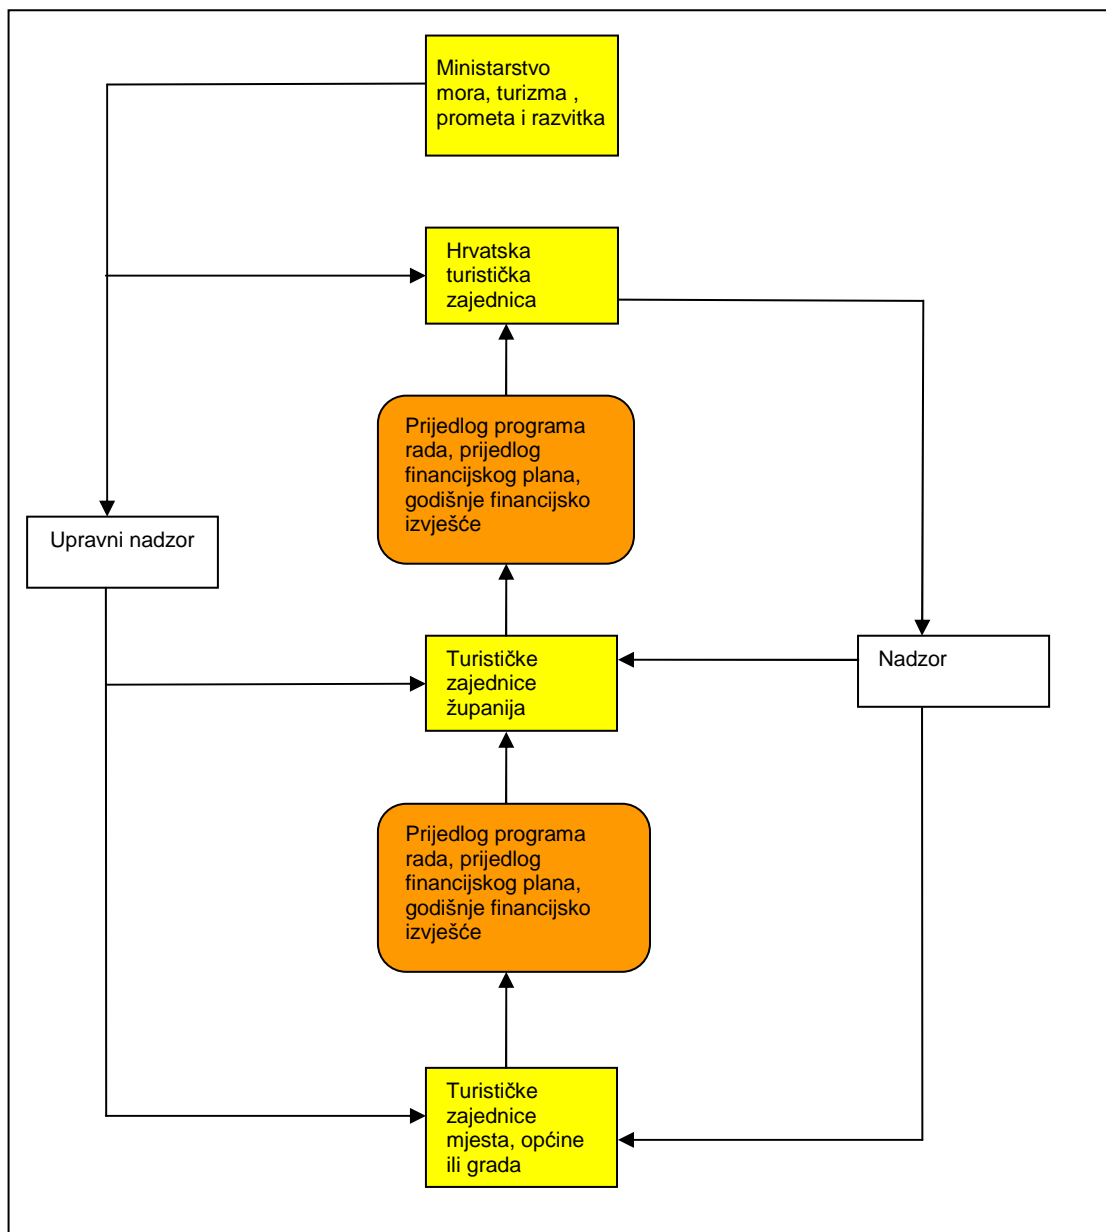 Ministarstvo
mora, turizma ,
prometa i razvitka
Hrvatska
turistička
zajednica
Prijedlog programa
rada, prijedlog
financijskog plana,
godišnje financijsko
izvješće
Upravni nadzor
Turističke
zajednice
županija
Nadzor
Prijedlog programa
rada, prijedlog
financijskog plana,
godišnje financijsko
izvješće
Turističke
zajednice
mjesta, općine
ili grada